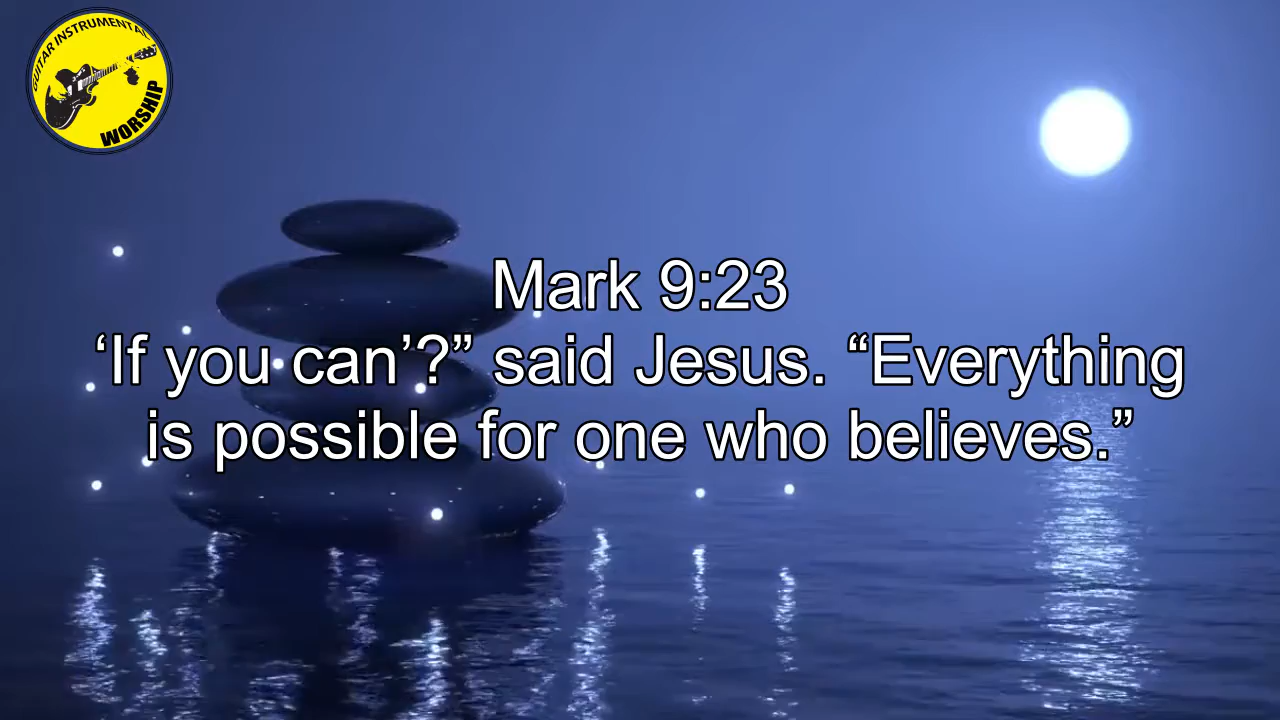 GUITAR INSTRUMENTAL
WORSHIP
Mark 9:23
‘If you can’?” said Jesus. “Everything
is possible for one who believes.”